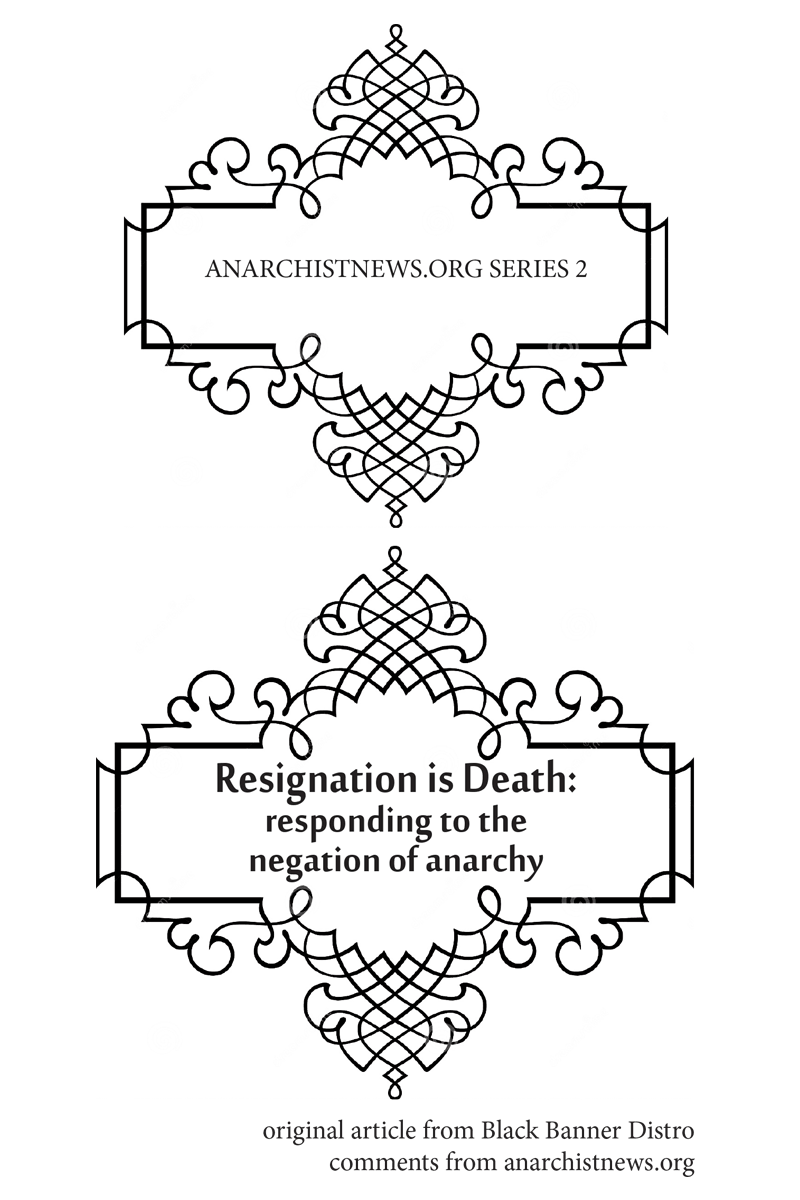 ANARCHISTNEWS.ORG SERIES 2
Resignation is Death:
responding to the
negation of anarchy
original article from Black Banner Distro
comments from anarchistnews.org